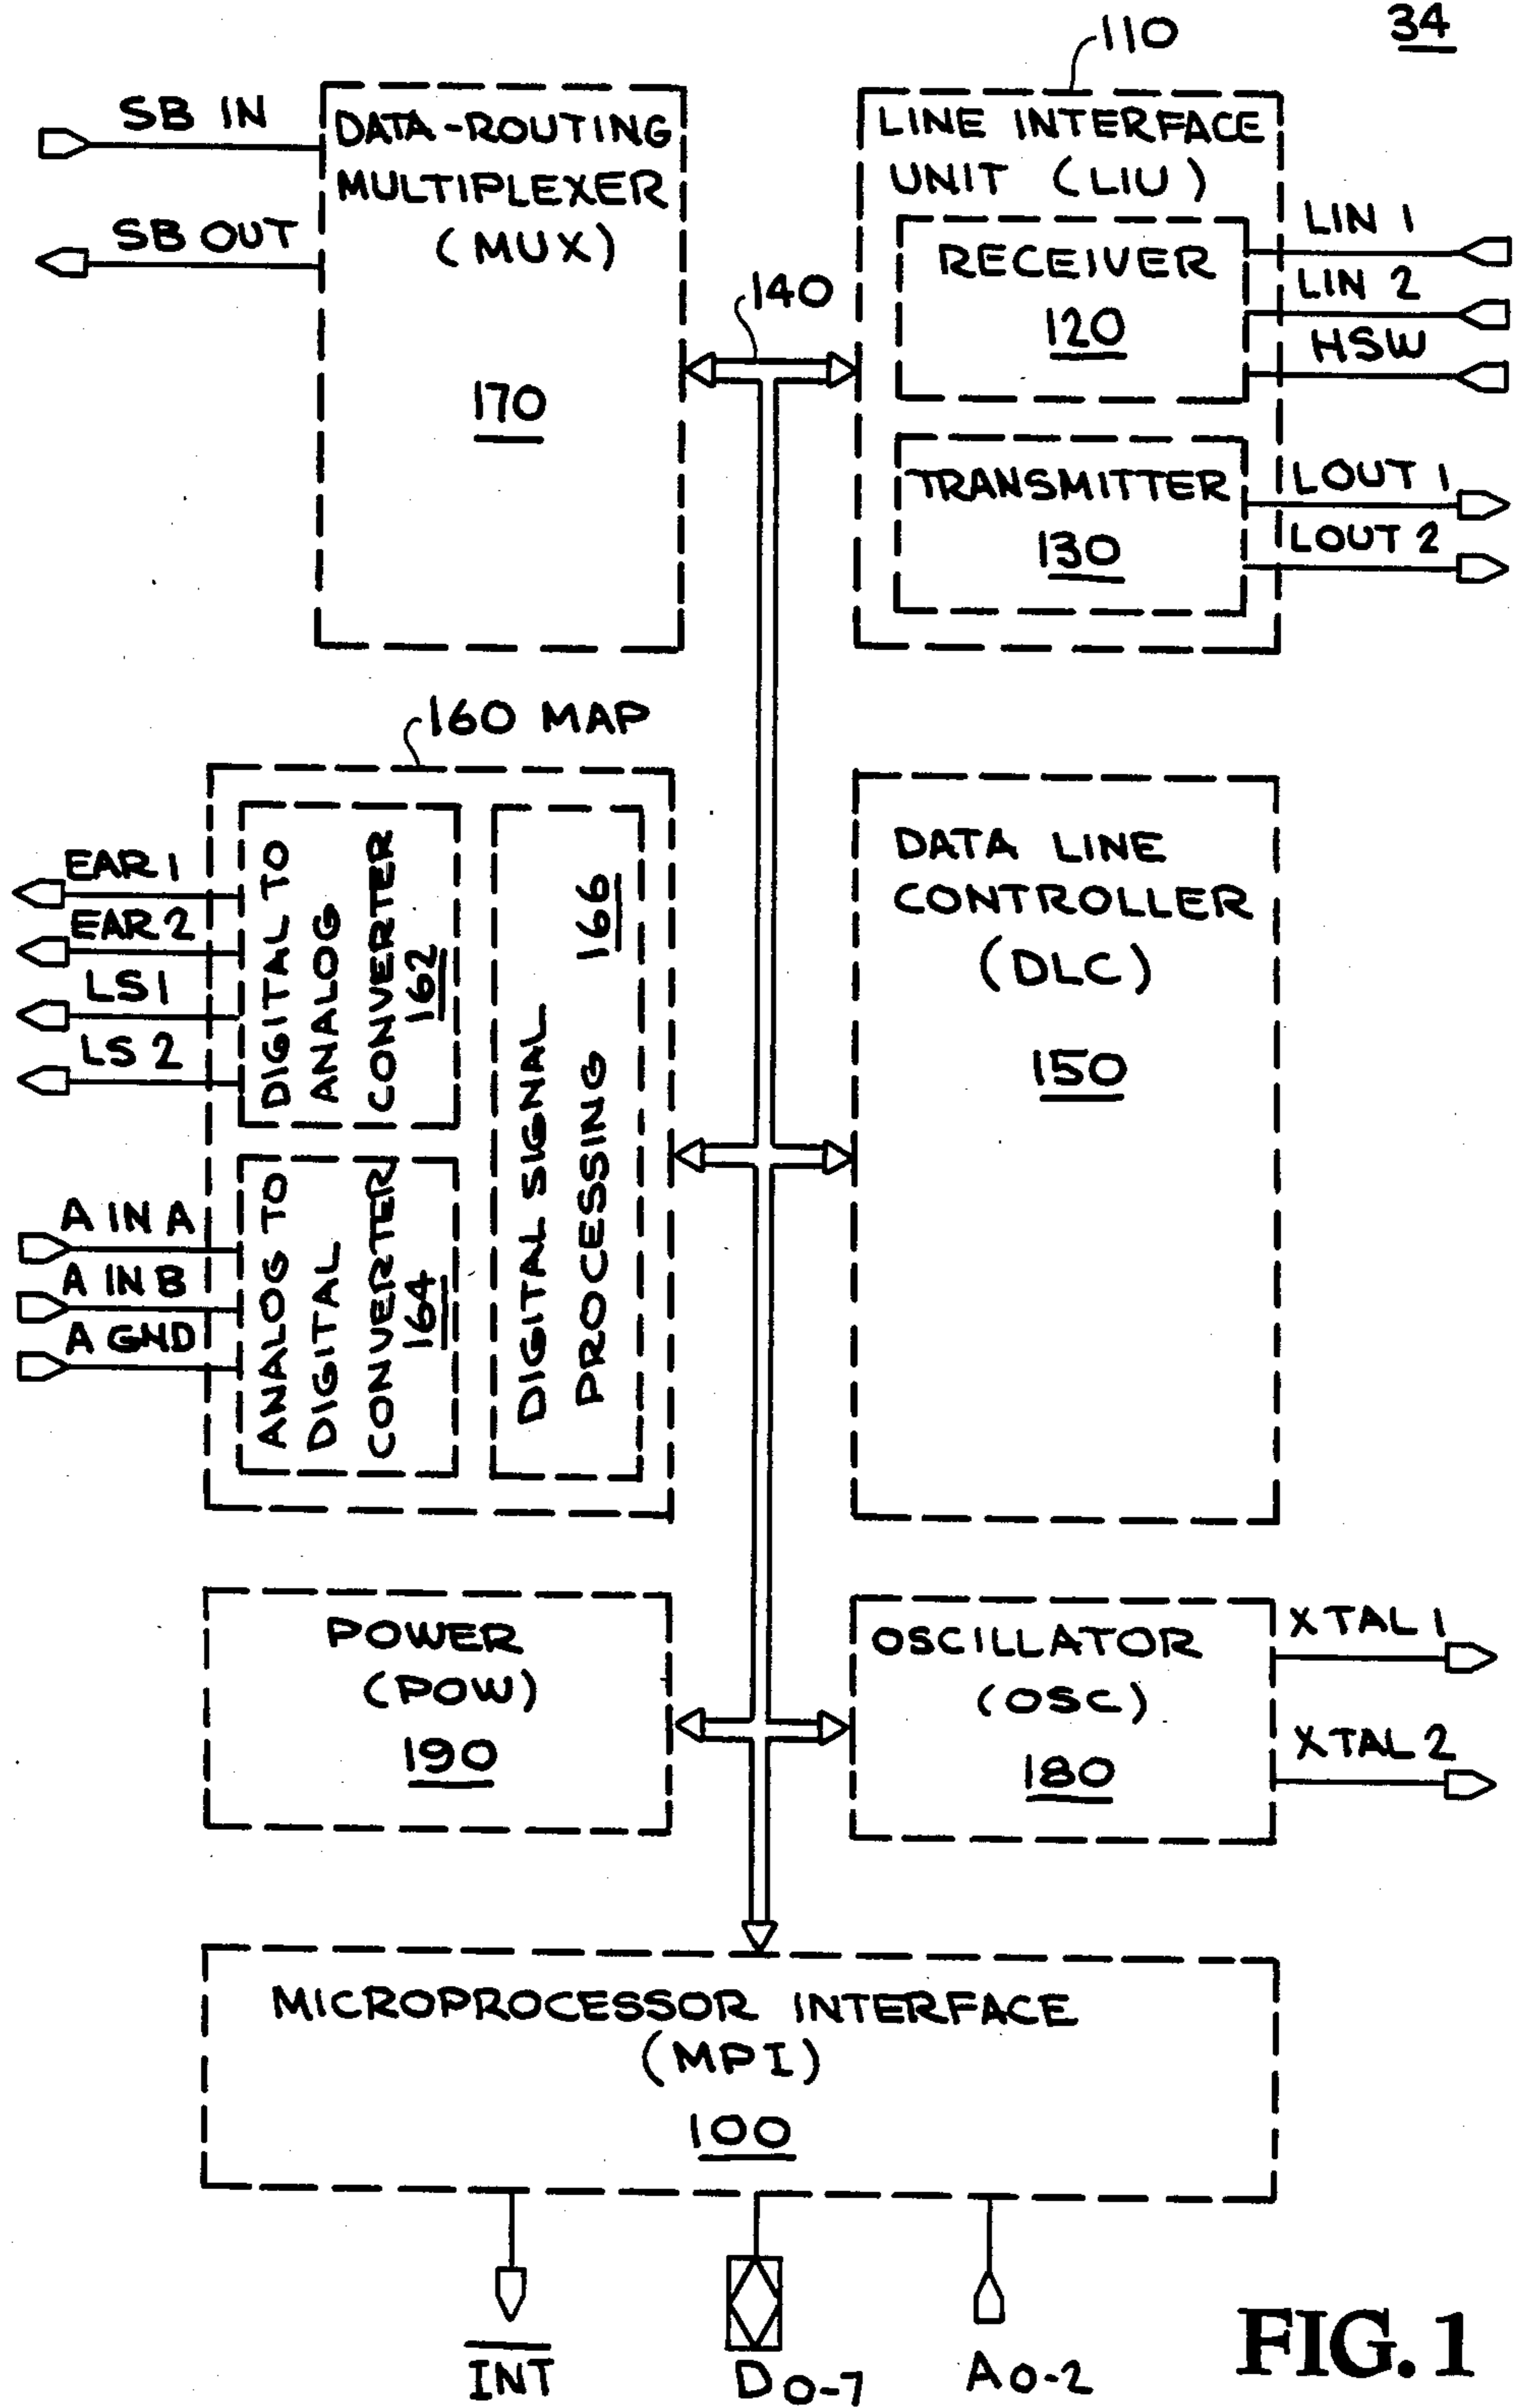 34
110
SB IN
SB OUT
DATA-ROUTING
MULTIPLEXER
(MUX)
170
140
LINE INTERFACE
UNIT (LIU)
RECEIVER
120
TRANSMITTER
130
LIN 1
LIN 2
HSW
LOUT 1
LOUT 2
160 MAP
EAR 1
EAR 2
LS 1
LS 2
DIGITAL TO
ANALOG
CONVERTER
162
A IN A
A IN B
A GND
ANALOG TO
DIGITAL
CONVERTER
164
DIGITAL SIGNAL
PROCESSING
166
DATA LINE
CONTROLLER
(DLC)
150
POWER
(POW)
190
OSCILLATOR
(OSC)
180
XTAL 1
XTAL 2
MICROPROCESSOR INTERFACE
(MPI)
100
INT
D0-7
A0-2
FIG. 1